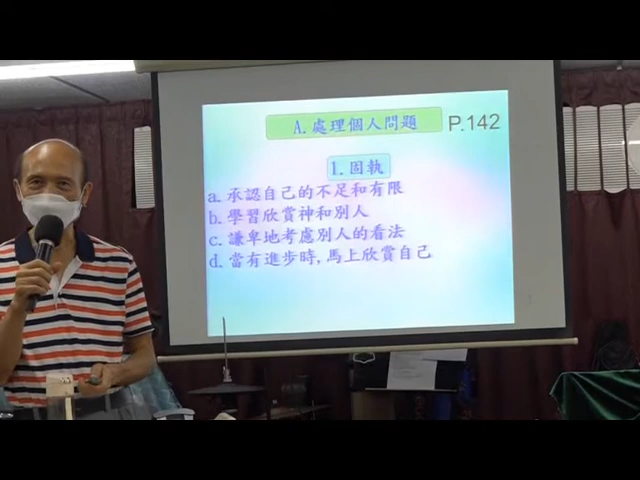 A. 處理個人問題
P.142
1. 固執
a. 承認自己的不足和有限
b. 學習欣賞神和別人
c. 謙卑地考慮別人的看法
d. 當有進步時,馬上欣賞自己